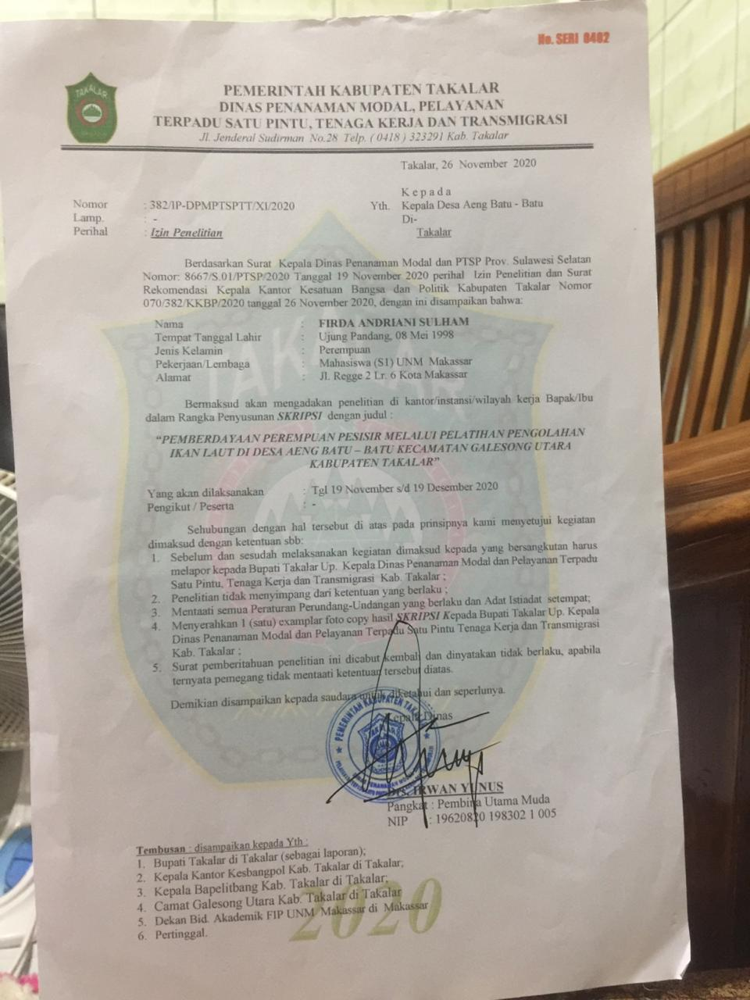 No. SERI 0402
TAKALAR
PEMERINTAH KABUPATEN TAKALAR
DINAS PENANAMAN MODAL, PELAYANAN
TERPADU SATU PINTU, TENAGA KERJA DAN TRANSMIGRASI
Jl. Jenderal Sudirman No.28 Telp. ( 0418 ) 323291 Kab. Takalar
Takalar, 26 November 2020
K e p a d a
Nomor : 382/IP-DPMPTSPTT/XI/2020 Yth. Kepala Desa Aeng Batu - Batu
Lamp. : - Di-
Perihal : Izin Penelitian Takalar
Berdasarkan Surat Kepala Dinas Penanaman Modal dan PTSP Prov. Sulawesi Selatan
Nomor: 8667/S.01/PTSP/2020 Tanggal 19 November 2020 perihal Izin Penelitian dan Surat
Rekomendasi Kepala Kantor Kesatuan Bangsa dan Politik Kabupaten Takalar Nomor
070/382/KKBP/2020 tanggal 26 November 2020, dengan ini disampaikan bahwa:
Nama : FIRDA ANDRIANI SULHAM
Tempat Tanggal Lahir : Ujung Pandang, 08 Mei 1998
Jenis Kelamin : Perempuan
Pekerjaan/Lembaga : Mahasiswa (S1) UNM Makassar
Alamat : Jl. Regge 2 Lr. 6 Kota Makassar
Bermaksud akan mengadakan penelitian di kantor/instansi/wilayah kerja Bapak/Ibu
dalam Rangka Penyusunan SKRIPSI dengan judul :
“PEMBERDAYAAN PEREMPUAN PESISIR MELALUI PELATIHAN PENGOLAHAN
IKAN LAUT DI DESA AENG BATU – BATU KECAMATAN GALESONG UTARA
KABUPATEN TAKALAR”
Yang akan dilaksanakan : Tgl 19 November s/d 19 Desember 2020
Pengikut / Peserta : -
Sehubungan dengan hal tersebut di atas pada prinsipnya kami menyetujui kegiatan
dimaksud dengan ketentuan sbb:
1. Sebelum dan sesudah melaksanakan kegiatan dimaksud kepada yang bersangkutan harus
melapor kepada Bupati Takalar Up. Kepala Dinas Penanaman Modal dan Pelayanan Terpadu
Satu Pintu, Tenaga Kerja dan Transmigrasi Kab. Takalar ;
2. Penelitian tidak menyimpang dari ketentuan yang berlaku ;
3. Mentaati semua Peraturan Perundang-Undangan yang berlaku dan Adat Istiadat setempat;
4. Menyerahkan 1 (satu) examplar foto copy hasil SKRIPSI Kepada Bupati Takalar Up. Kepala
Dinas Penanaman Modal dan Pelayanan Terpadu Satu Pintu Tenaga Kerja dan Transmigrasi
Kab. Takalar ;
5. Surat pemberitahuan penelitian ini dicabut kembali dan dinyatakan tidak berlaku, apabila
ternyata pemegang tidak mentaati ketentuan tersebut diatas.
Demikian disampaikan kepada saudara untuk diketahui dan seperlunya.
Kepala Dinas
PEMERINTAH KABUPATEN TAKALAR
Drs. IRWAN YUNUS
Pangkat : Pembina Utama Muda
NIP : 19620820 198302 1 005
Tembusan : disampaikan kepada Yth :
1. Bupati Takalar di Takalar (sebagai laporan);
2. Kepala Kantor Kesbangpol Kab. Takalar di Takalar;
3. Kepala Bapelitbang Kab. Takalar di Takalar;
4. Camat Galesong Utara Kab. Takalar di Takalar
5. Dekan Bid. Akademik FIP UNM Makassar di Makassar
6. Pertinggal.
2020